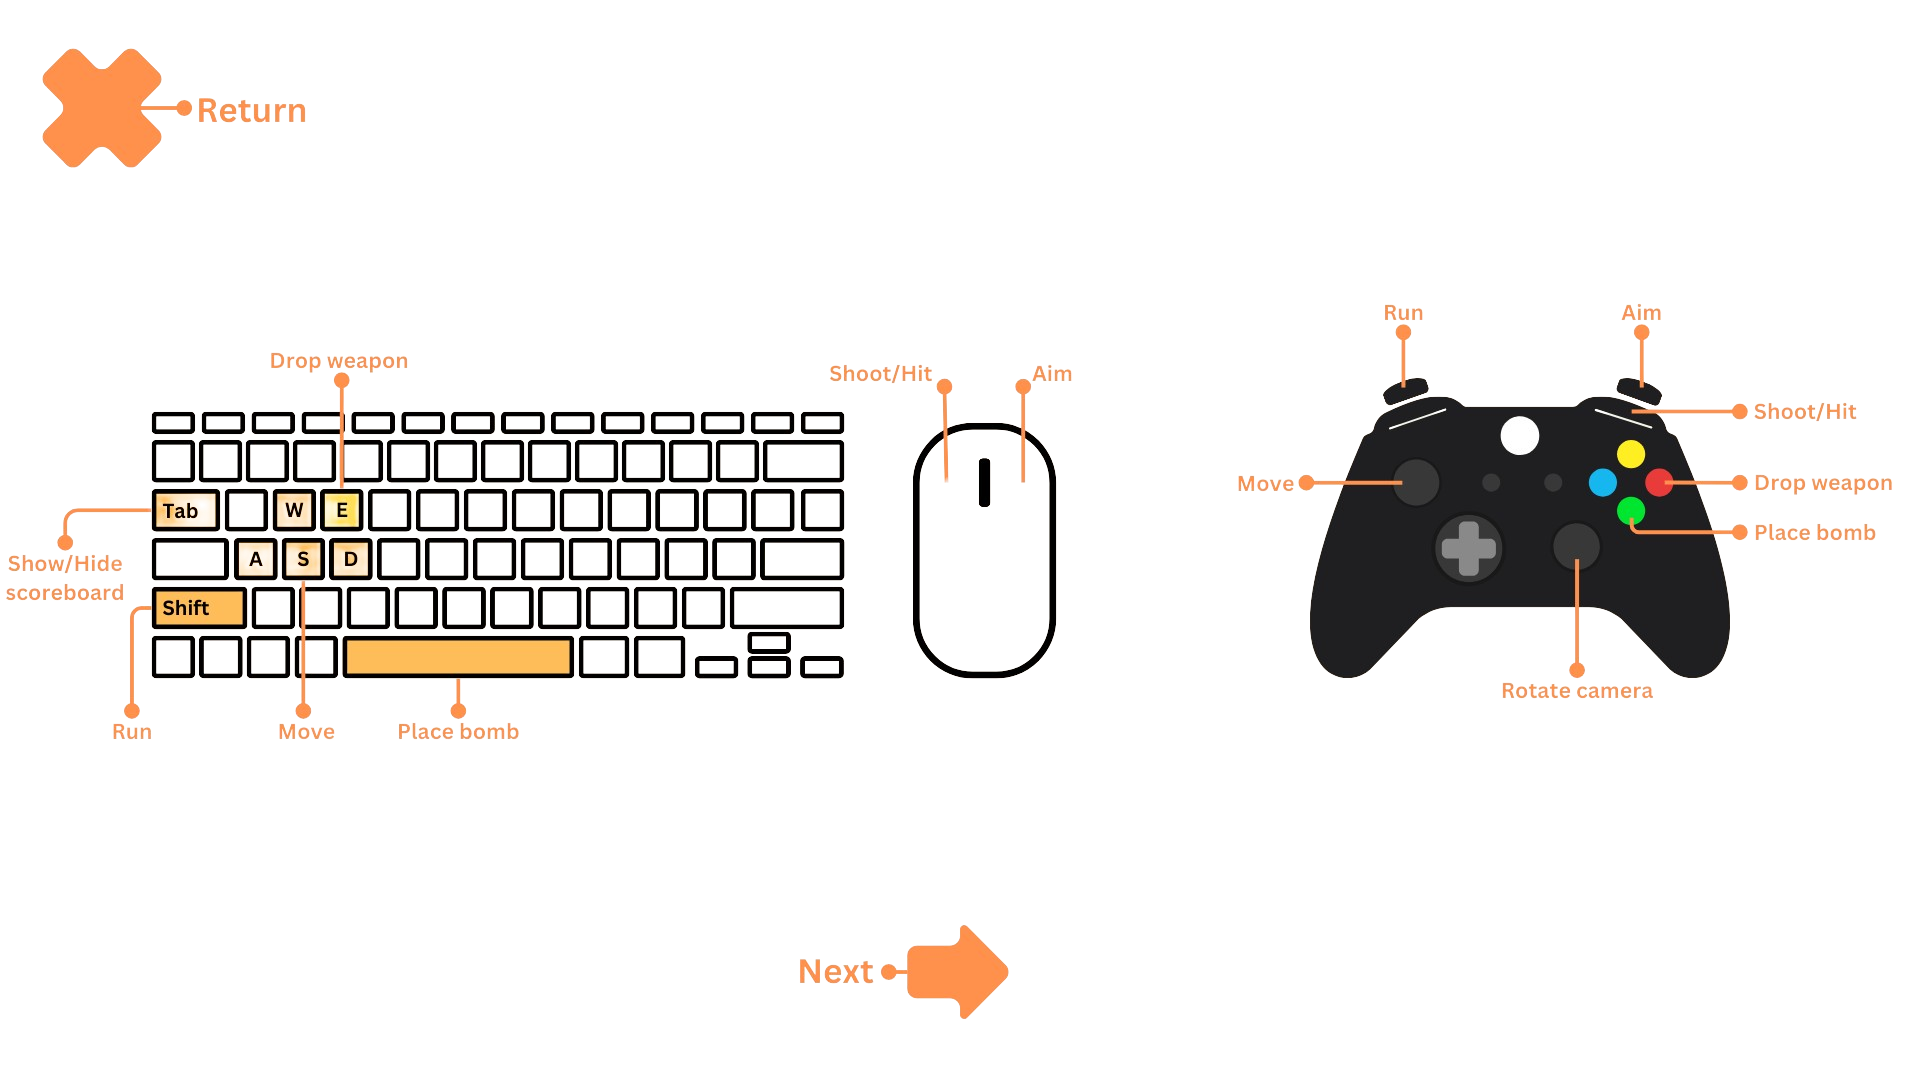 Return
Drop weapon
Shoot/Hit
Aim
Tab
W
E
A
S
D
Shift
Show/Hide
scoreboard
Run
Move
Place bomb
Run
Aim
Shoot/Hit
Move
Drop weapon
Place bomb
Rotate camera
Next